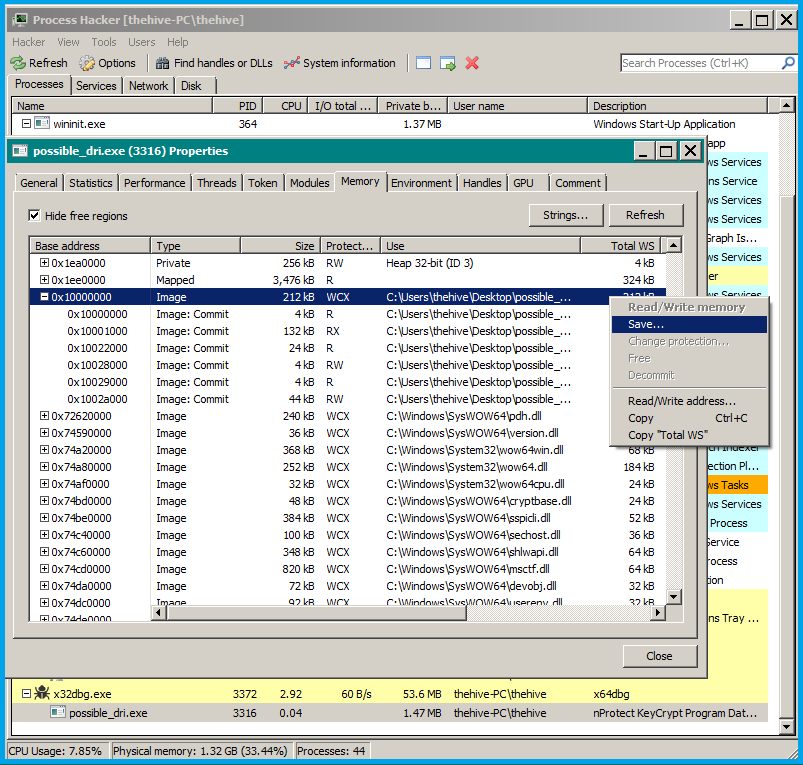 Process Hacker [thehive-PC\thehive]
Hacker View Tools Users Help
Refresh Options Find handles or DLLs System information Search Processes (Ctrl+K)
Processes Services Network Disk
Name PID CPU I/O total ... Private b... User name Description
wininit.exe 364 1.37 MB Windows Start-Up Application
possible_dri.exe (3316) Properties
General Statistics Performance Threads Token Modules Memory Environment Handles GPU Comment
Hide free regions Strings... Refresh
Base address Type Size Protect... Use Total WS
0x1ea0000 Private 256 kB RW Heap 32-bit (ID 3) 4 kB
0x1ee0000 Mapped 3,476 kB R 324 kB
0x10000000 Image 212 kB WCX C:\Users\thehive\Desktop\possible_... 212 kB
0x10000000 Image: Commit 4 kB R C:\Users\thehive\Desktop\possible_...
0x10001000 Image: Commit 132 kB RX C:\Users\thehive\Desktop\possible_...
0x10022000 Image: Commit 24 kB R C:\Users\thehive\Desktop\possible_...
0x10028000 Image: Commit 4 kB RW C:\Users\thehive\Desktop\possible_...
0x10029000 Image: Commit 4 kB R C:\Users\thehive\Desktop\possible_...
0x1002a000 Image: Commit 44 kB RW C:\Users\thehive\Desktop\possible_...
0x72620000 Image 240 kB WCX C:\Windows\SysWOW64\pdh.dll
0x74590000 Image 36 kB WCX C:\Windows\SysWOW64\version.dll
0x74a20000 Image 368 kB WCX C:\Windows\System32\wow64win.dll 68 kB
0x74a80000 Image 252 kB WCX C:\Windows\System32\wow64.dll 184 kB
0x74af0000 Image 32 kB WCX C:\Windows\System32\wow64cpu.dll 24 kB
0x74bd0000 Image 48 kB WCX C:\Windows\SysWOW64\cryptbase.dll 24 kB
0x74be0000 Image 384 kB WCX C:\Windows\SysWOW64\sspicli.dll 52 kB
0x74c40000 Image 100 kB WCX C:\Windows\SysWOW64\sechost.dll 36 kB
0x74c60000 Image 348 kB WCX C:\Windows\SysWOW64\shlwapi.dll 64 kB
0x74cd0000 Image 820 kB WCX C:\Windows\SysWOW64\msctf.dll 64 kB
0x74da0000 Image 72 kB WCX C:\Windows\SysWOW64\devobj.dll 32 kB
0x74dc0000 Image 92 kB WCX C:\Windows\SysWOW64\userenv.dll 32 kB
0x74de0000 Image
Read/Write memory
Save...
Change protection...
Free
Decommit
Read/Write address...
Copy Ctrl+C
Copy "Total WS"
Close
app
ws Services
ns Service
ws Services
ws Services
Graph Is...
ws Services
er
ws Services
ch Indexer
ection Pl...
ws Tasks
ws Services
Process
Service
rocess
tion
ns Tray ...
x32dbg.exe 3372 2.92 60 B/s 53.6 MB thehive-PC\thehive x64dbg
possible_dri.exe 3316 0.04 1.47 MB thehive-PC\thehive nProtect KeyCrypt Program Dat...
CPU Usage: 7.85% Physical memory: 1.32 GB (33.44%) Processes: 44